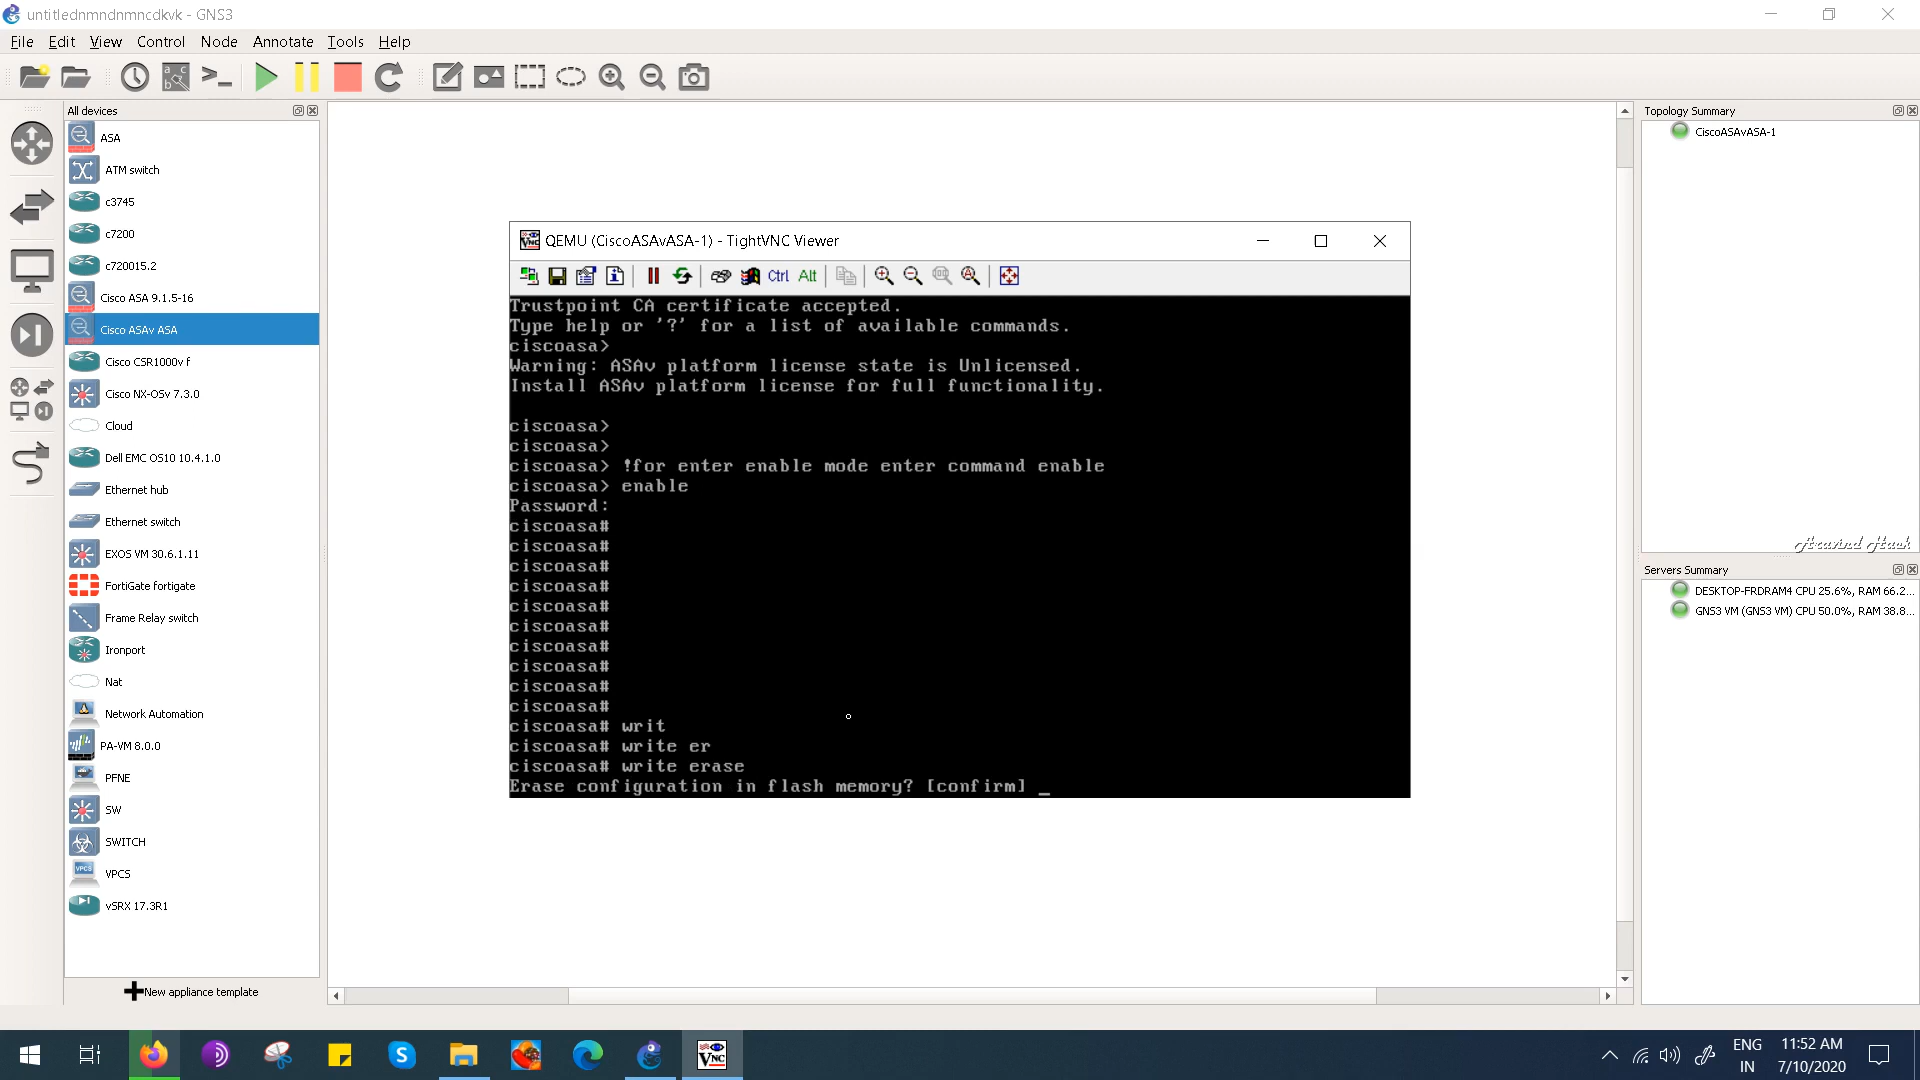 untitlednmndnmncdkvk - GNS3
File Edit View Control Node Annotate Tools Help
All devices
ASA
ATM switch
c3745
c7200
c720015.2
Cisco ASA 9.1.5-16
Cisco ASAv ASA
Cisco CSR1000v f
Cisco NX-OSv 7.3.0
Cloud
Dell EMC OS10 10.4.1.0
Ethernet hub
Ethernet switch
EXOS VM 30.6.1.11
FortiGate fortigate
Frame Relay switch
Ironport
Nat
Network Automation
PA-VM 8.0.0
PFNE
SW
SWITCH
VPCS
vSRX 17.3R1
New appliance template
QEMU (CiscoASAvASA-1) - TightVNC Viewer
Ctrl Alt
Trustpoint CA certificate accepted.
Type help or '?' for a list of available commands.
ciscoasa>
Warning: ASAv platform license state is Unlicensed.
Install ASAv platform license for full functionality.
ciscoasa>
ciscoasa>
ciscoasa> !for enter enable mode enter command enable
ciscoasa> enable
Password:
ciscoasa#
ciscoasa#
ciscoasa#
ciscoasa#
ciscoasa#
ciscoasa#
ciscoasa#
ciscoasa#
ciscoasa#
ciscoasa#
ciscoasa# writ
ciscoasa# write er
ciscoasa# write erase
Erase configuration in flash memory? [confirm] _
Topology Summary
CiscoASAvASA-1
Aravind Hack
Servers Summary
DESKTOP-FRDRAM4 CPU 25.6%, RAM 66.2...
GNS3 VM (GNS3 VM) CPU 50.0%, RAM 38.8...
ENG
IN
11:52 AM
7/10/2020